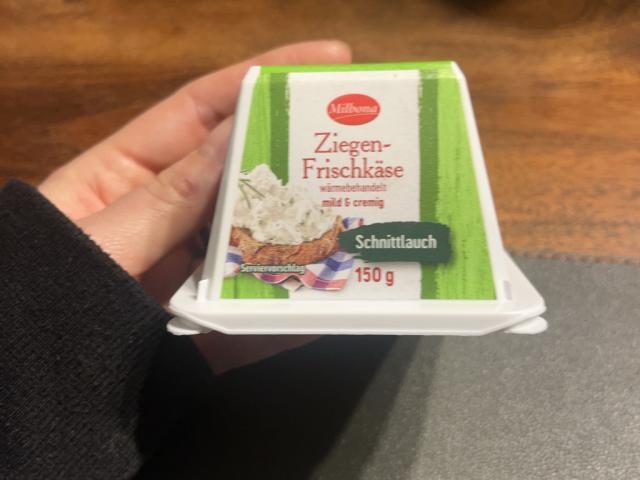 Milbona
Ziegen-
Frischkäse
wärmebehandelt
mild & cremig
Schnittlauch
Serviervorschlag
150 g